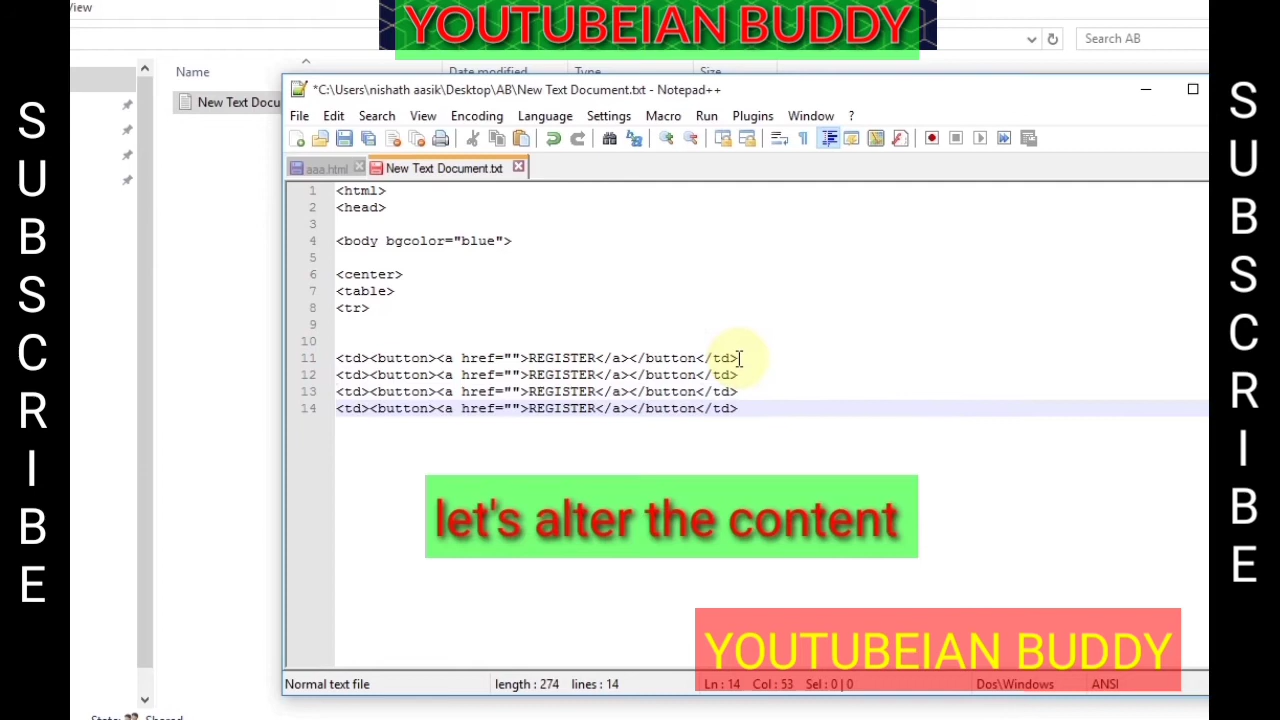 View
YOUTUBEIAN BUDDY
Search AB
Name
Date modified
Type
Size
New Text Docu
*C:\Users\nishath aasik\Desktop\AB\New Text Document.txt - Notepad++
File Edit Search View Encoding Language Settings Macro Run Plugins Window ?
aaa.html New Text Document.txt
1 <html>
2 <head>
3
4 <body bgcolor="blue">
5
6 <center>
7 <table>
8 <tr>
9
10
11 <td><button><a href="">REGISTER</a></button</td>
12 <td><button><a href="">REGISTER</a></button</td>
13 <td><button><a href="">REGISTER</a></button</td>
14 <td><button><a href="">REGISTER</a></button</td>
let's alter the content
YOUTUBEIAN BUDDY
Normal text file length : 274 lines : 14 Ln : 14 Col : 53 Sel : 0 | 0 Dos\Windows ANSI
State: Shared
SUBSCRIBE
SUBSCRIBE